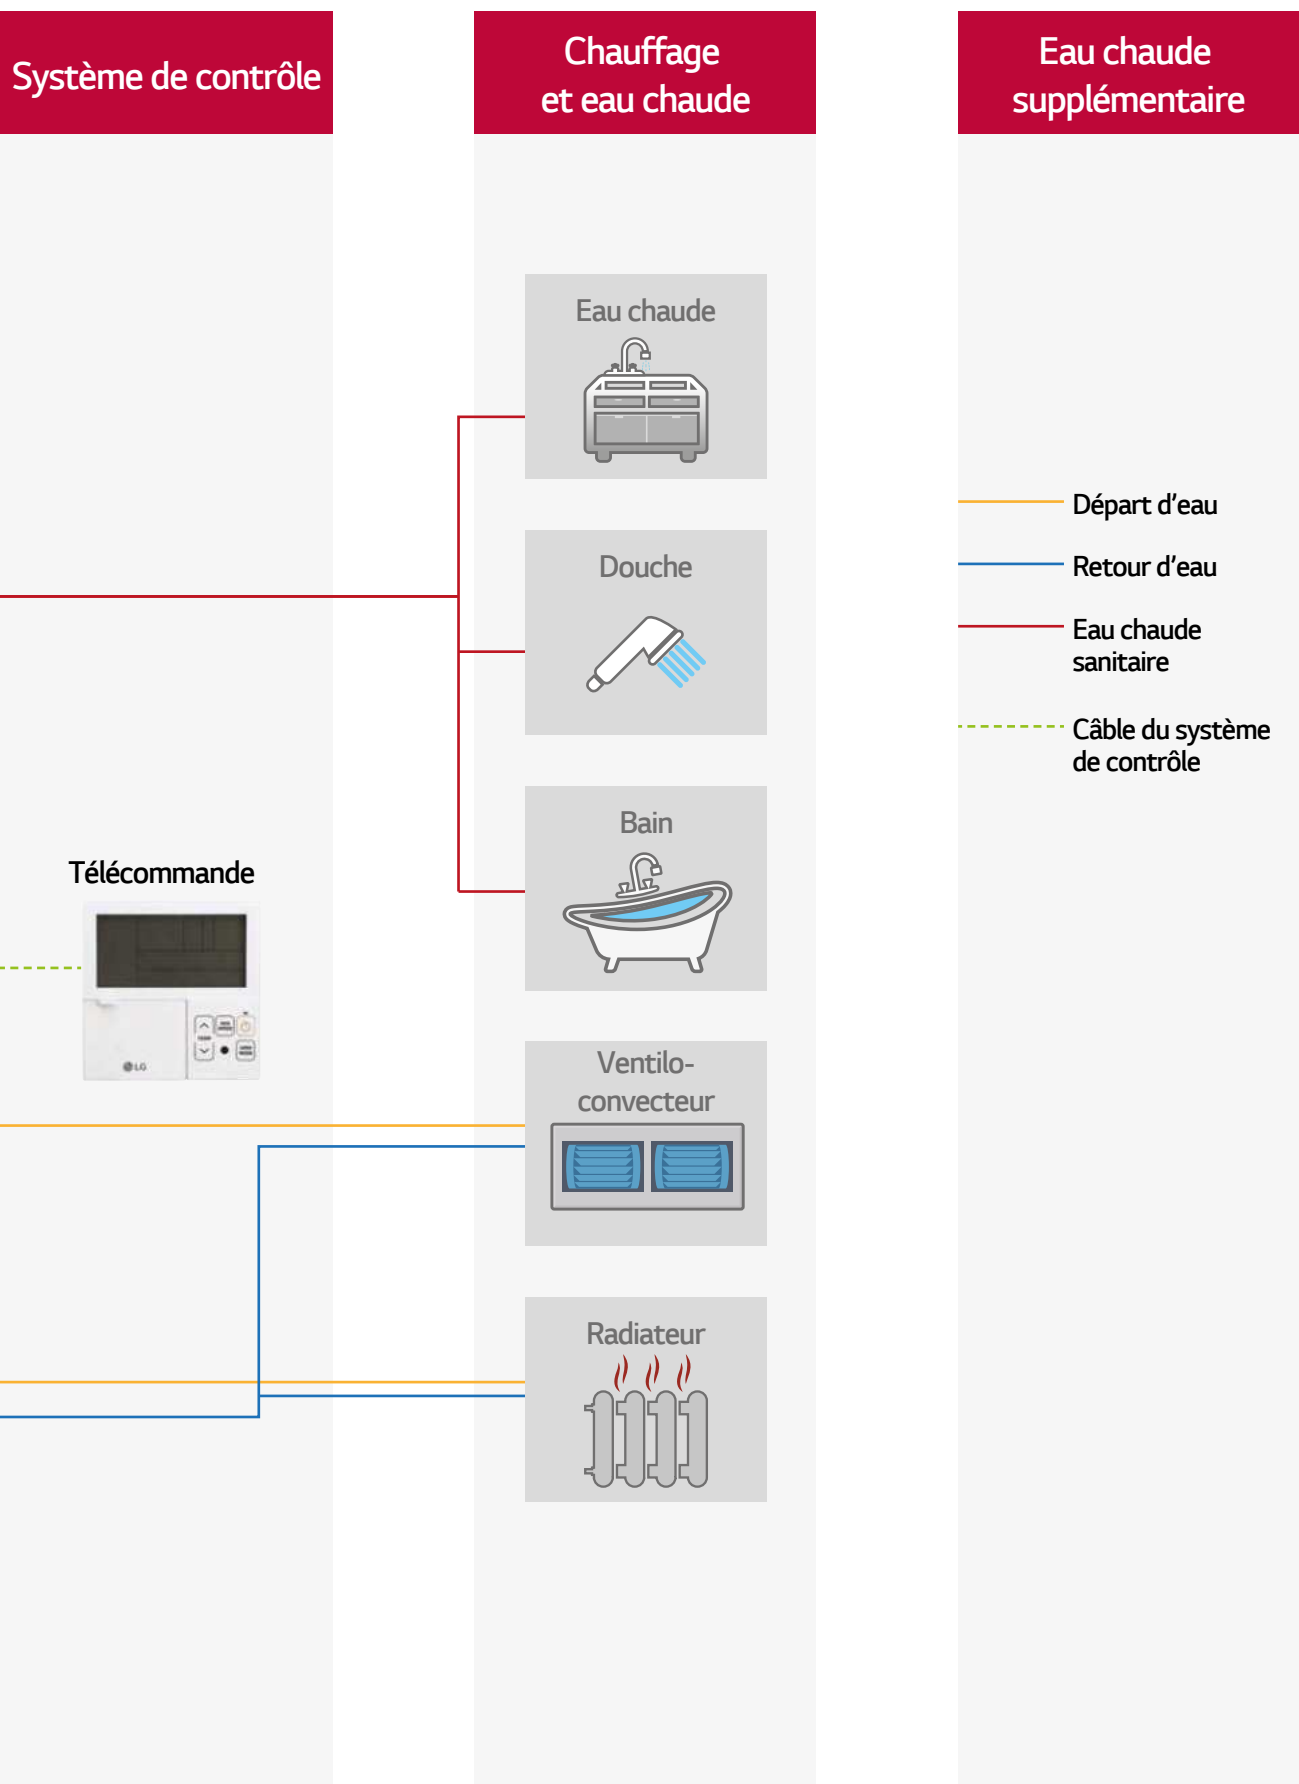 Système de contrôle
Chauffage
et eau chaude
Eau chaude
supplémentaire
Eau chaude
Douche
Bain
Ventilo-
convecteur
Radiateur
Télécommande
LG
Départ d'eau
Retour d'eau
Eau chaude
sanitaire
Câble du système
de contrôle